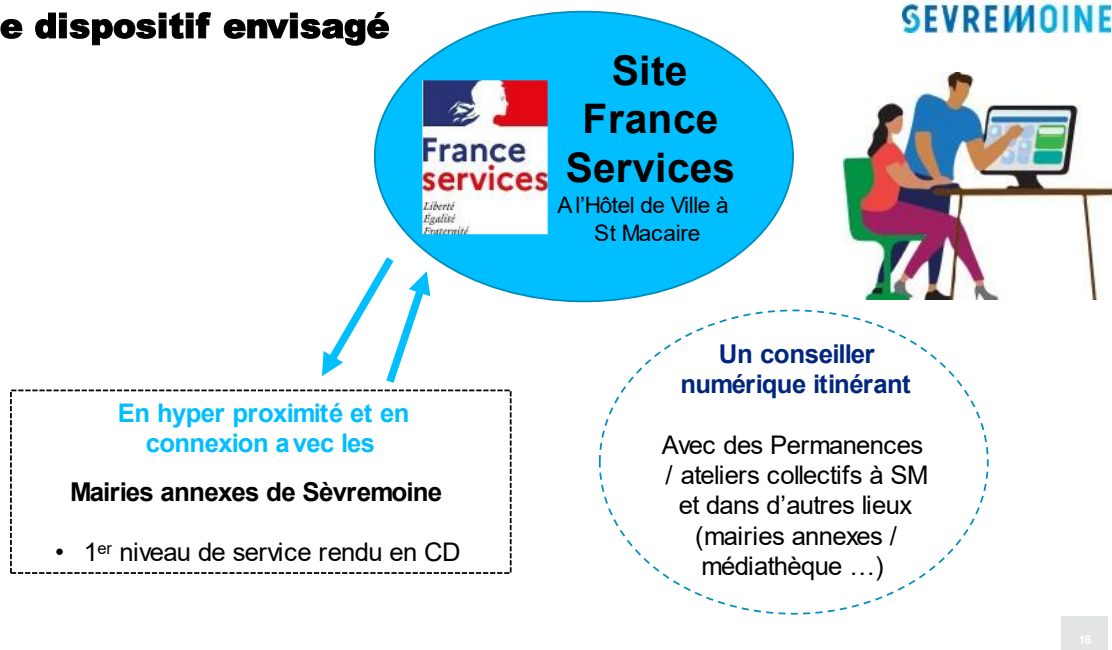 e dispositif envisagé
SEVREMOINE
Site
France
Services
A l'Hôtel de Ville à
St Macaire
France
services
Liberté
Égalité
Fraternité
En hyper proximité et en
connexion avec les
Mairies annexes de Sèvremoine
• 1er niveau de service rendu en CD
Un conseiller
numérique itinérant
Avec des Permanences
/ ateliers collectifs à SM
et dans d'autres lieux
(mairies annexes /
médiathèque …)
16